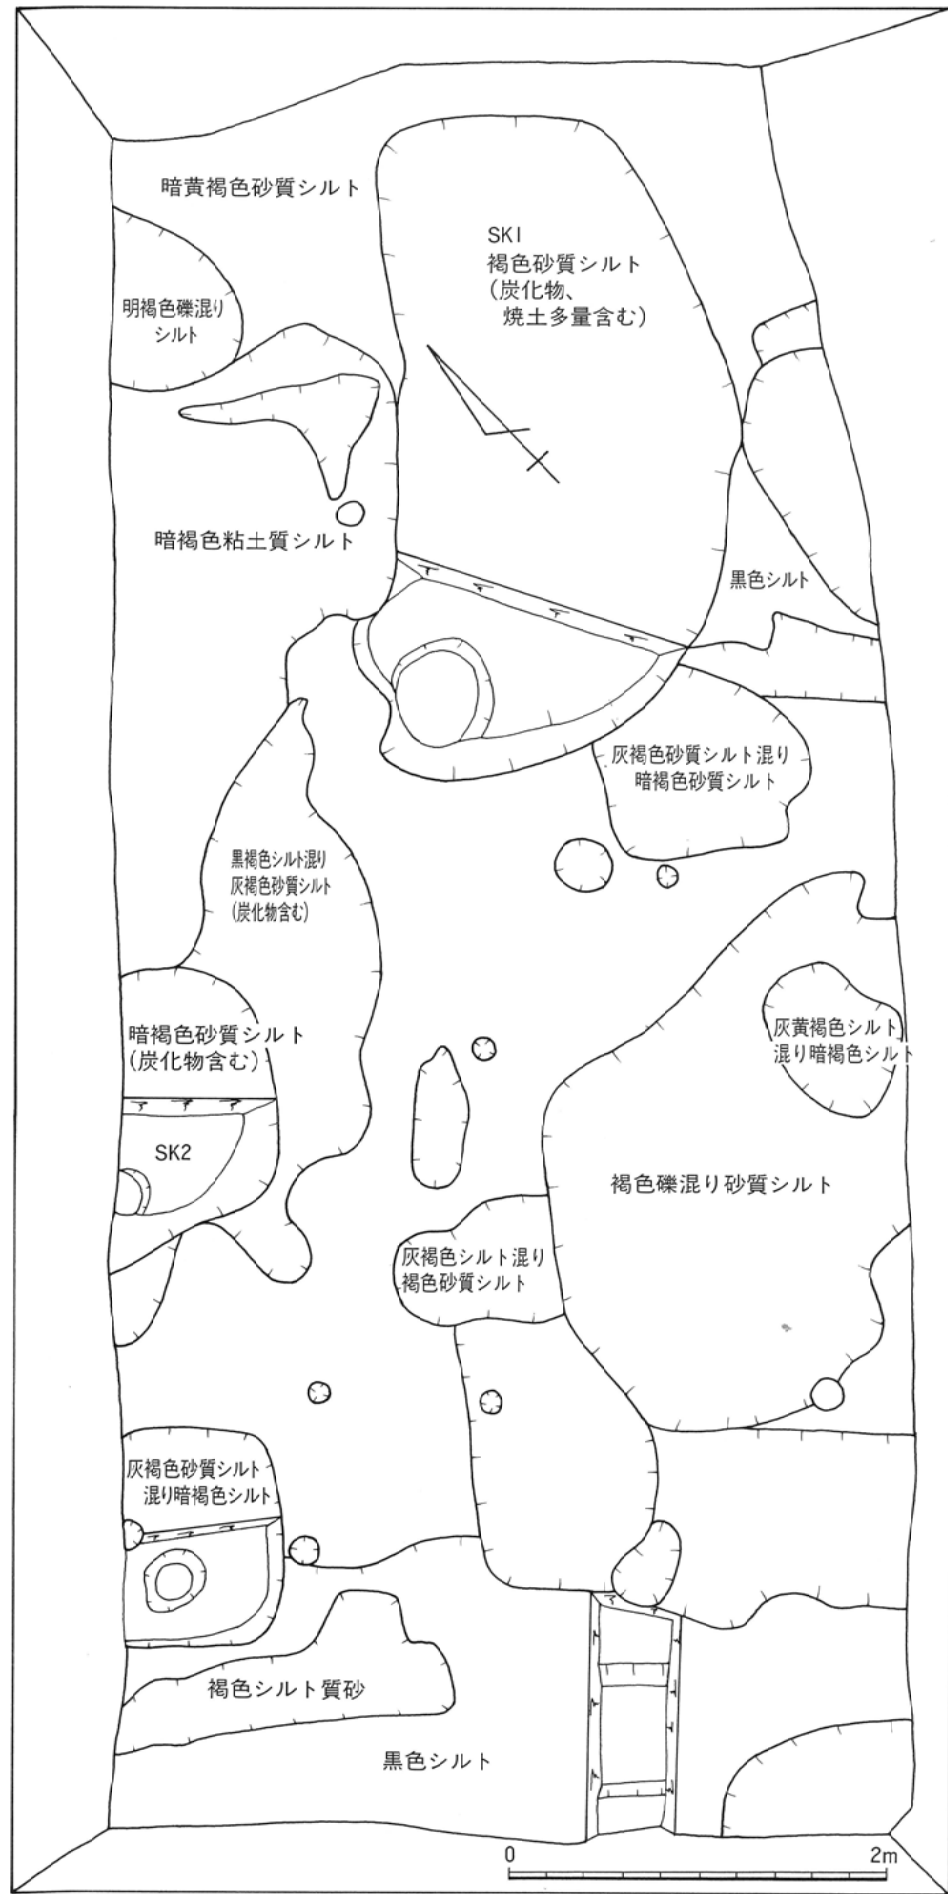 暗黄褐色砂質シルト
SK1
褐色砂質シルト
(炭化物、
焼土多量含む)
明褐色礫混り
シルト
暗褐色粘土質シルト
黒色シルト
灰褐色砂質シルト混り
暗褐色砂質シルト
黒褐色シルト混り
灰褐色砂質シルト
(炭化物含む)
暗褐色砂質シルト
(炭化物含む)
灰黄褐色シルト
混り暗褐色シルト
SK2
褐色礫混り砂質シルト
灰褐色シルト混り
褐色砂質シルト
灰褐色砂質シルト
混り暗褐色シルト
褐色シルト質砂
黒色シルト
0 2m